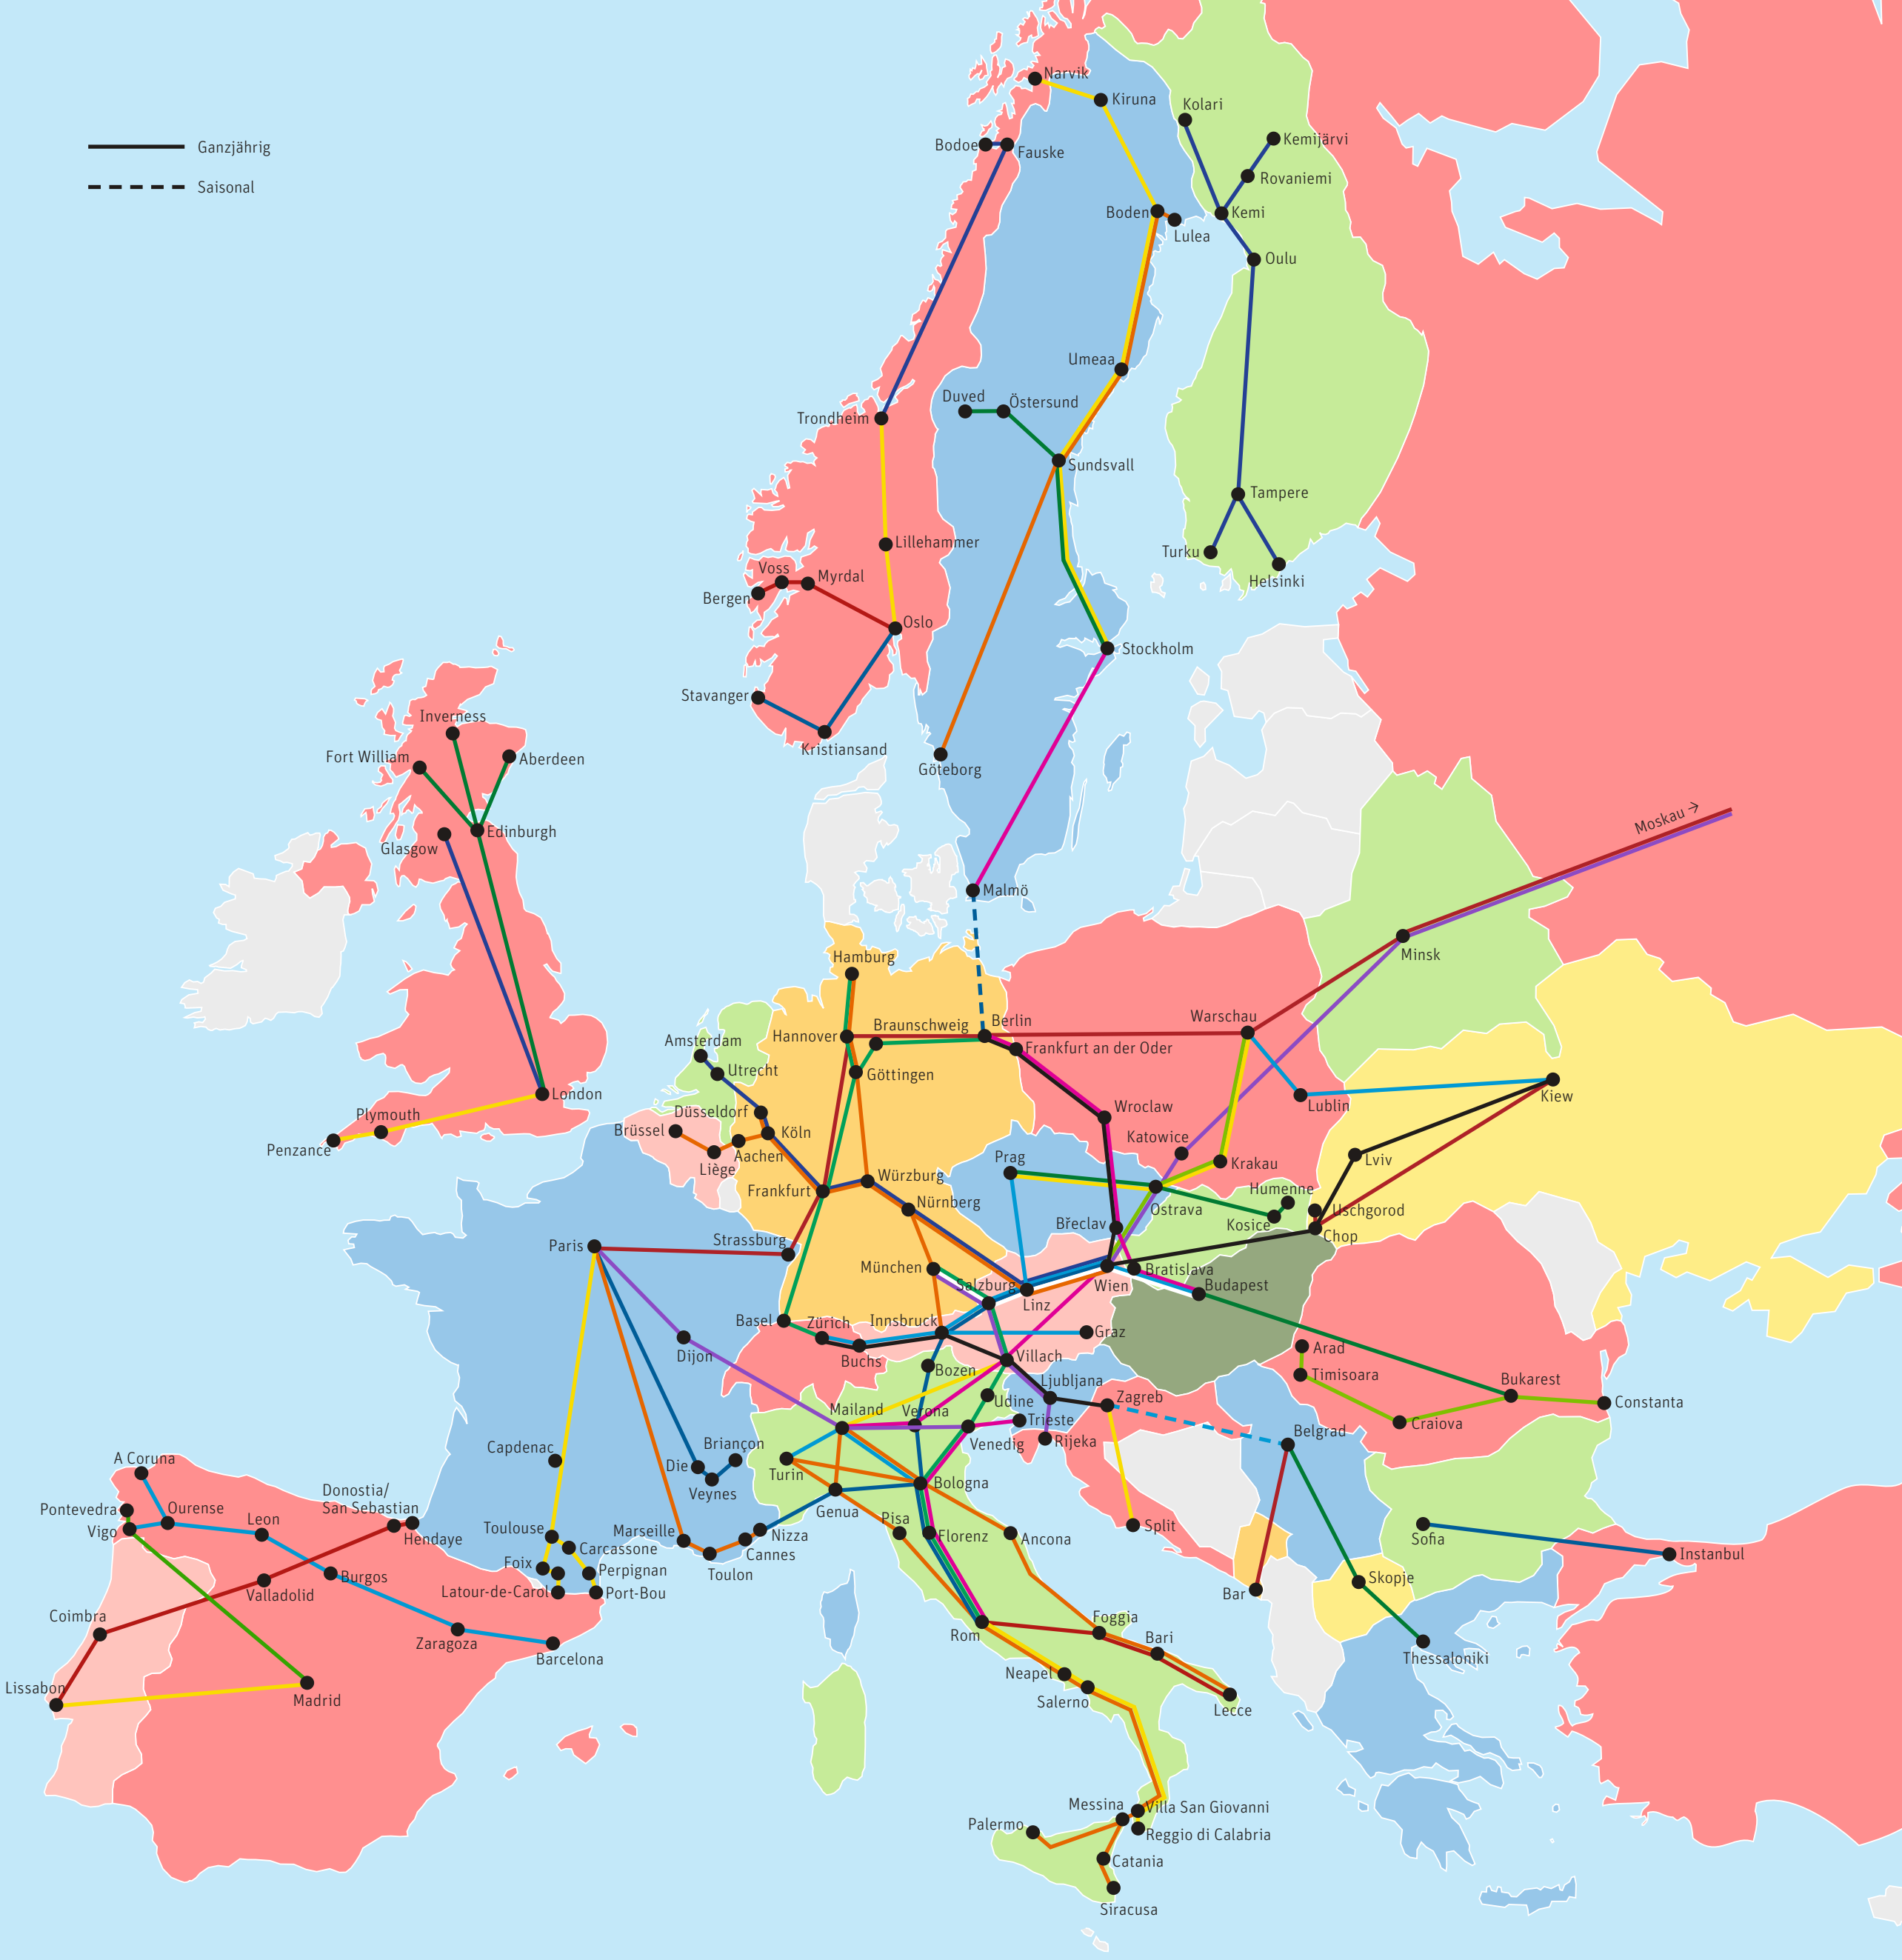 Ganzjährig
Saisonal
Narvik
Kiruna
Kolari
Kemijärvi
Bodoe
Fauske
Rovaniemi
Boden
Kemi
Lulea
Oulu
Umeaa
Duved
Östersund
Trondheim
Sundsvall
Tampere
Lillehammer
Turku
Voss
Myrdal
Helsinki
Bergen
Oslo
Stockholm
Stavanger
Inverness
Kristiansand
Fort William
Aberdeen
Göteborg
Moskau →
Edinburgh
Glasgow
Malmö
Minsk
Hamburg
Warschau
Braunschweig
Berlin
Hannover
Amsterdam
Frankfurt an der Oder
Utrecht
Göttingen
London
Kiew
Lublin
Plymouth
Düsseldorf
Wroclaw
Brüssel
Köln
Katowice
Penzance
Aachen
Liège
Prag
Krakau
Lviv
Würzburg
Frankfurt
Humenne
Nürnberg
Ostrava
Uschgorod
Břeclav
Kosice
Chop
Strassburg
Paris
München
Salzburg
Bratislava
Wien
Budapest
Linz
Basel
Zürich
Innsbruck
Graz
Dijon
Buchs
Villach
Arad
Bozen
Timisoara
Ljubljana
Bukarest
Udine
Zagreb
Constanta
Mailand
Verona
Trieste
Craiova
Belgrad
Venedig
Rijeka
Briançon
Capdenac
A Coruna
Die
Turin
Bologna
Veynes
Donostia/
San Sebastian
Pontevedra
Ourense
Genua
Leon
Pisa
Split
Vigo
Toulouse
Marseille
Nizza
Florenz
Ancona
Sofia
Hendaye
Carcassone
Cannes
Instanbul
Foix
Perpignan
Toulon
Burgos
Skopje
Latour-de-Carol
Port-Bou
Valladolid
Bar
Coimbra
Foggia
Rom
Bari
Zaragoza
Barcelona
Thessaloniki
Neapel
Lissabon
Madrid
Salerno
Lecce
Messina
Villa San Giovanni
Palermo
Reggio di Calabria
Catania
Siracusa